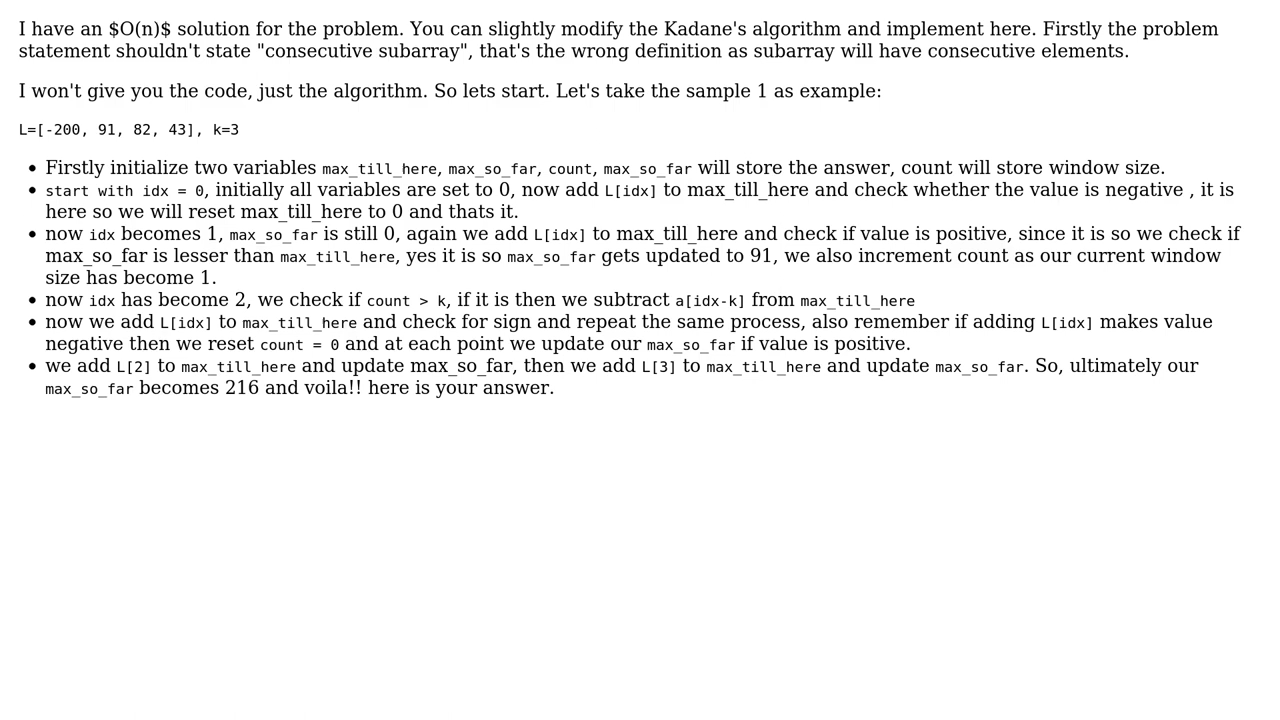 I have an $O(n)$ solution for the problem. You can slightly modify the Kadane's algorithm and implement here. Firstly the problem
statement shouldn't state "consecutive subarray", that's the wrong definition as subarray will have consecutive elements.
I won't give you the code, just the algorithm. So lets start. Let's take the sample 1 as example:
L=[-200, 91, 82, 43], k=3
• Firstly initialize two variables max_till_here, max_so_far, count, max_so_far will store the answer, count will store window size.
• start with idx = 0, initially all variables are set to 0, now add L[idx] to max_till_here and check whether the value is negative , it is
here so we will reset max_till_here to 0 and thats it.
• now idx becomes 1, max_so_far is still 0, again we add L[idx] to max_till_here and check if value is positive, since it is so we check if
max_so_far is lesser than max_till_here, yes it is so max_so_far gets updated to 91, we also increment count as our current window
size has become 1.
• now idx has become 2, we check if count > k, if it is then we subtract a[idx-k] from max_till_here
• now we add L[idx] to max_till_here and check for sign and repeat the same process, also remember if adding L[idx] makes value
negative then we reset count = 0 and at each point we update our max_so_far if value is positive.
• we add L[2] to max_till_here and update max_so_far, then we add L[3] to max_till_here and update max_so_far. So, ultimately our
max_so_far becomes 216 and voila!! here is your answer.